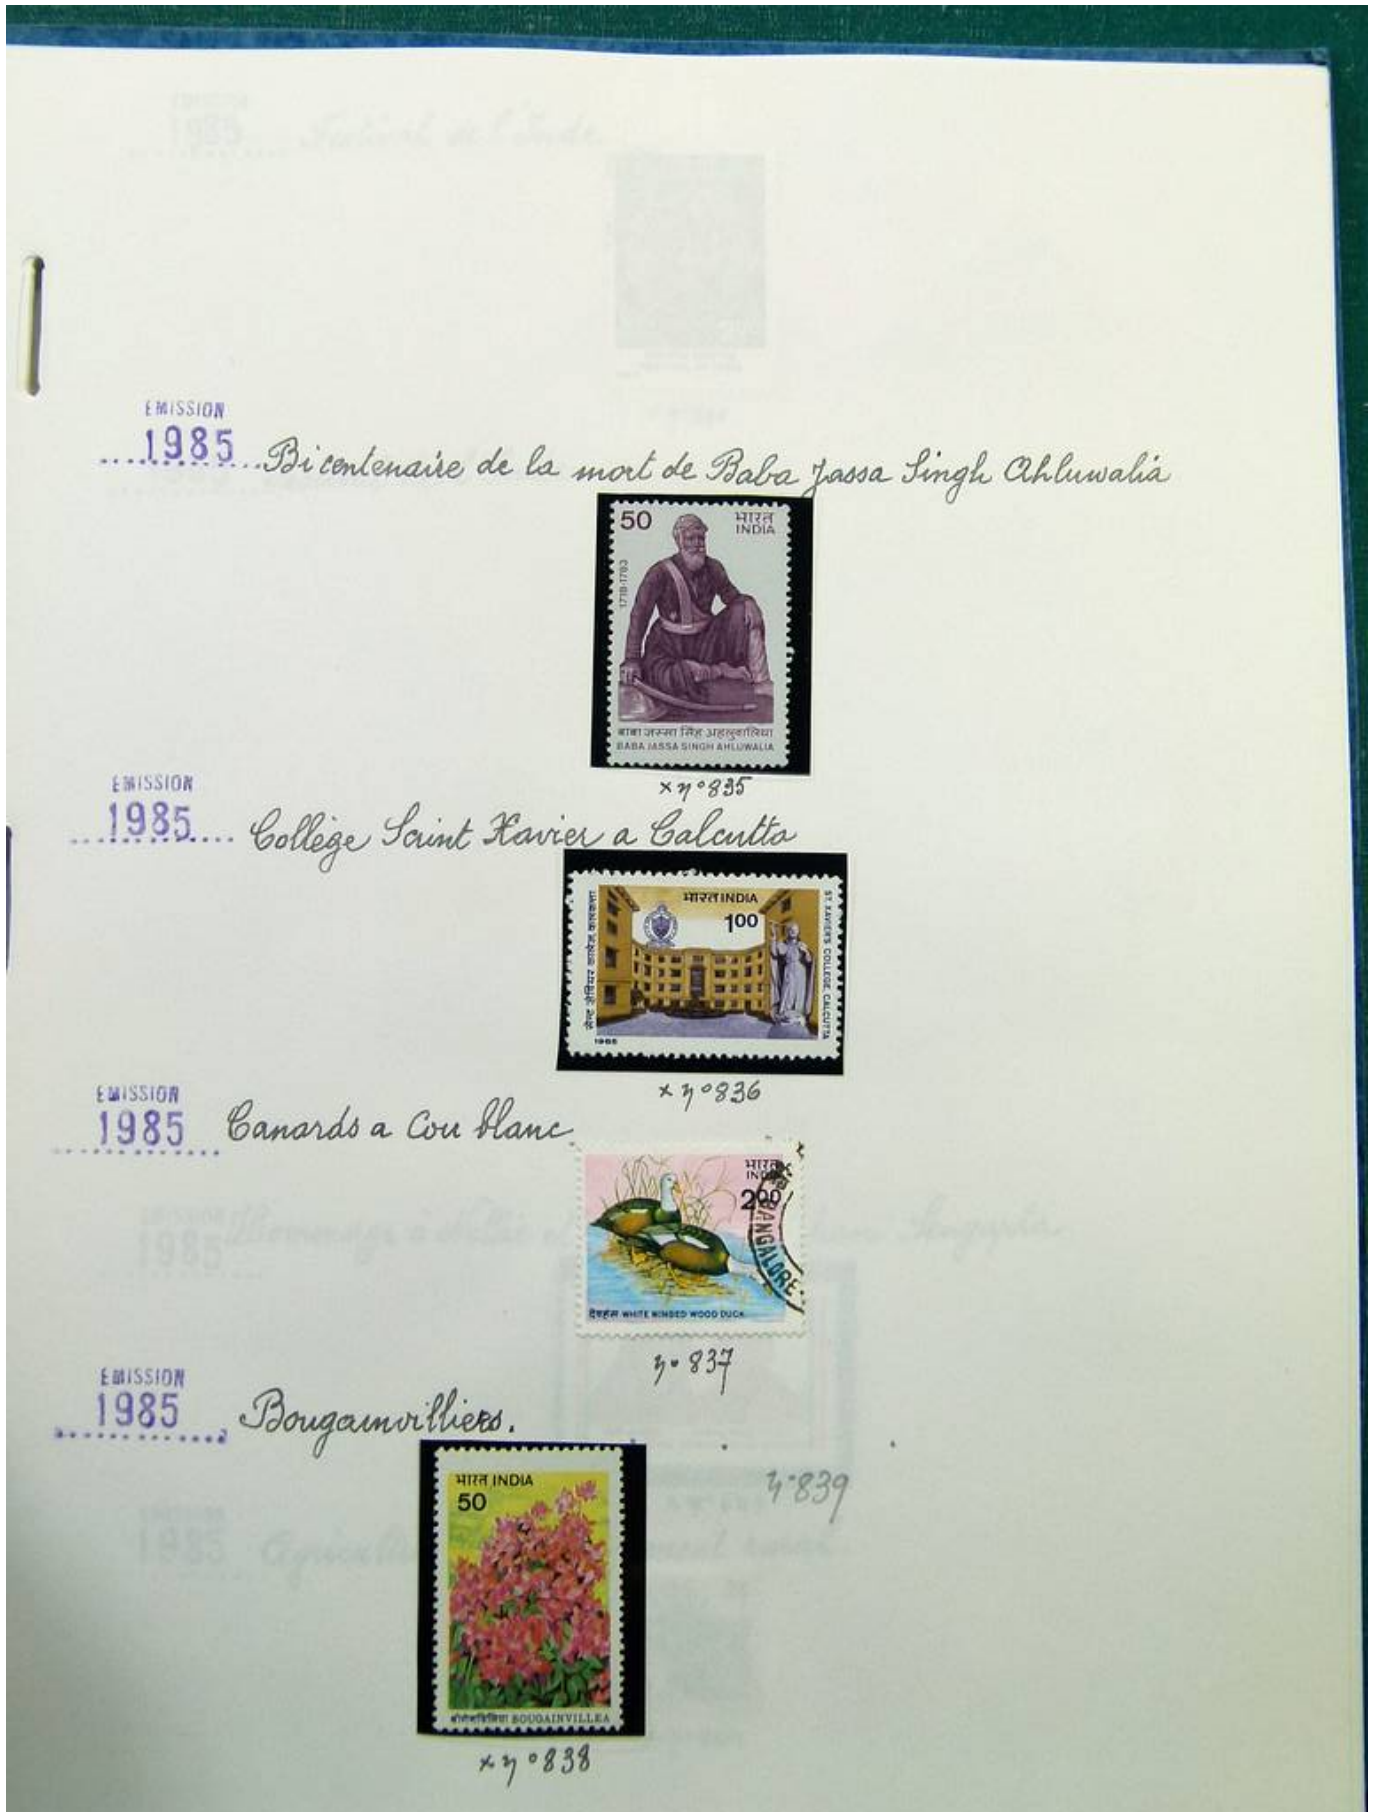 EMISSION
1985 Bicentenaire de la mort de Baba Jassa Singh Ahluwalia
50 भारत
INDIA
1718-1783
बाबा जस्सा सिंह अहलुवालिया
BABA JASSA SINGH AHLUWALIA
x n° 835
EMISSION
1985 Collège Saint Xavier a Calcutta
भारत INDIA
1.00
सेन्ट जेवियर कालेज, कलकत्ता
ST. XAVIER'S COLLEGE, CALCUTTA
1985
x n° 836
EMISSION
1985 Canards a Cou blanc
भारत
INDIA
2.00
BANGALORE
देवहंस WHITE WINGED WOOD DUCK
n° 837
EMISSION
1985 Bougainvilliers.
भारत INDIA
50
BOUGAINVILLEA
n° 839
x n° 838